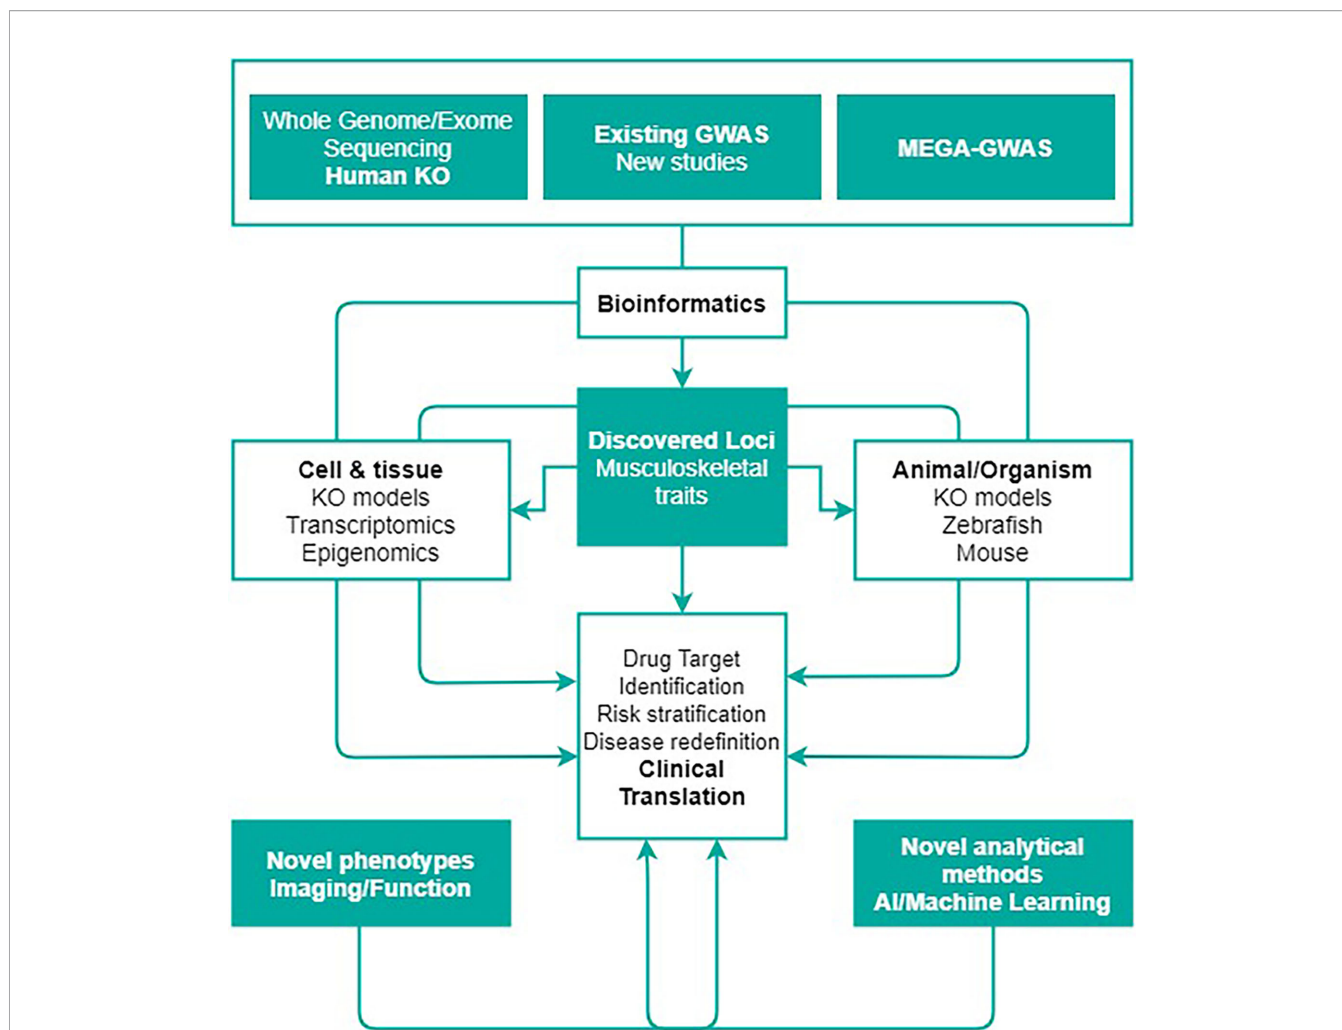 Whole Genome/Exome
Sequencing
Human KO
Existing GWAS
New studies
MEGA-GWAS
Bioinformatics
Discovered Loci
Musculoskeletal
traits
Cell & tissue
KO models
Transcriptomics
Epigenomics
Animal/Organism
KO models
Zebrafish
Mouse
Drug Target
Identification
Risk stratification
Disease redefinition
Clinical
Translation
Novel phenotypes
Imaging/Function
Novel analytical
methods
AI/Machine Learning